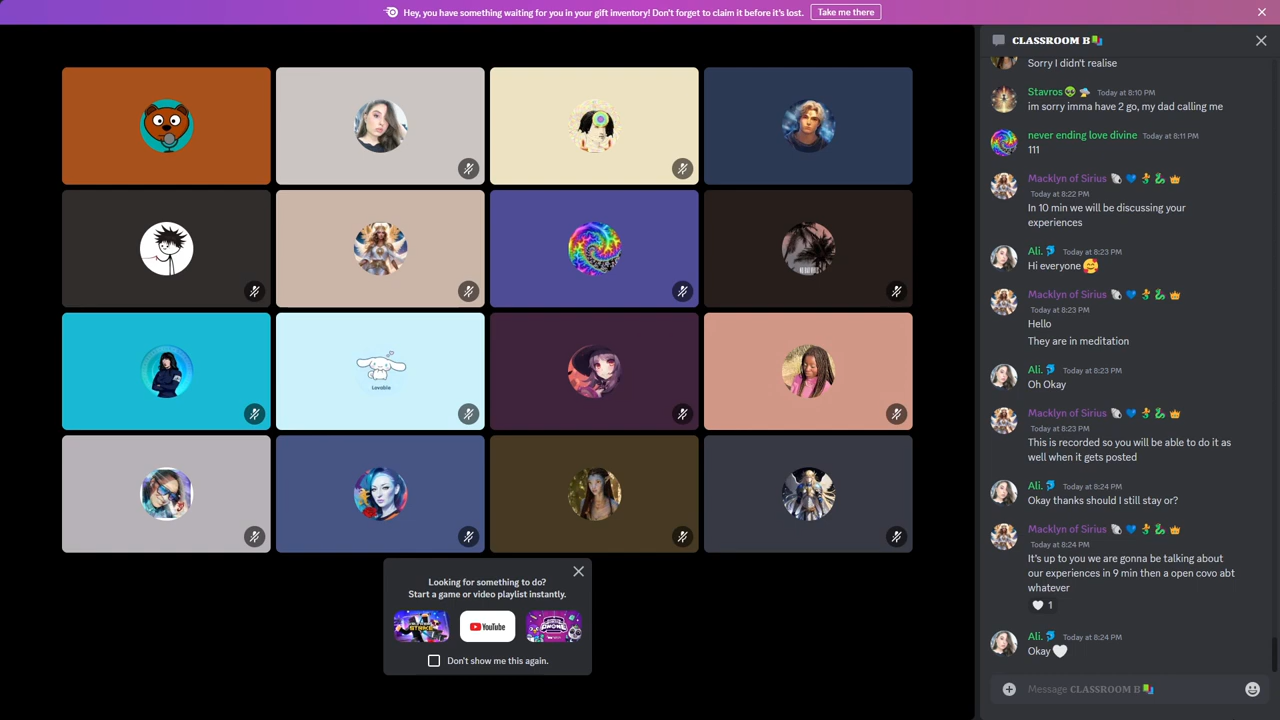 Hey, you have something waiting for you in your gift inventory! Don't forget to claim it before it's lost.
Take me there
CLASSROOM B
Sorry I didn't realise
Stavros Today at 8:10 PM
im sorry imma have 2 go, my dad calling me
never ending love divine Today at 8:11 PM
111
Macklyn of Sirius
Today at 8:22 PM
In 10 min we will be discussing your
experiences
Ali. Today at 8:23 PM
Hi everyone 🥰
Macklyn of Sirius
Today at 8:23 PM
Hello
They are in meditation
Ali. Today at 8:23 PM
Oh Okay
Macklyn of Sirius
Today at 8:23 PM
This is recorded so you will be able to do it as
well when it gets posted
Ali. Today at 8:24 PM
Okay thanks should I still stay or?
Macklyn of Sirius
Today at 8:24 PM
It's up to you we are gonna be talking about
our experiences in 9 min then a open covo abt
whatever
1
Ali. Today at 8:24 PM
Okay 🤍
Message CLASSROOM B
Lovable
Looking for something to do?
Start a game or video playlist instantly.
YouTube
Don't show me this again.